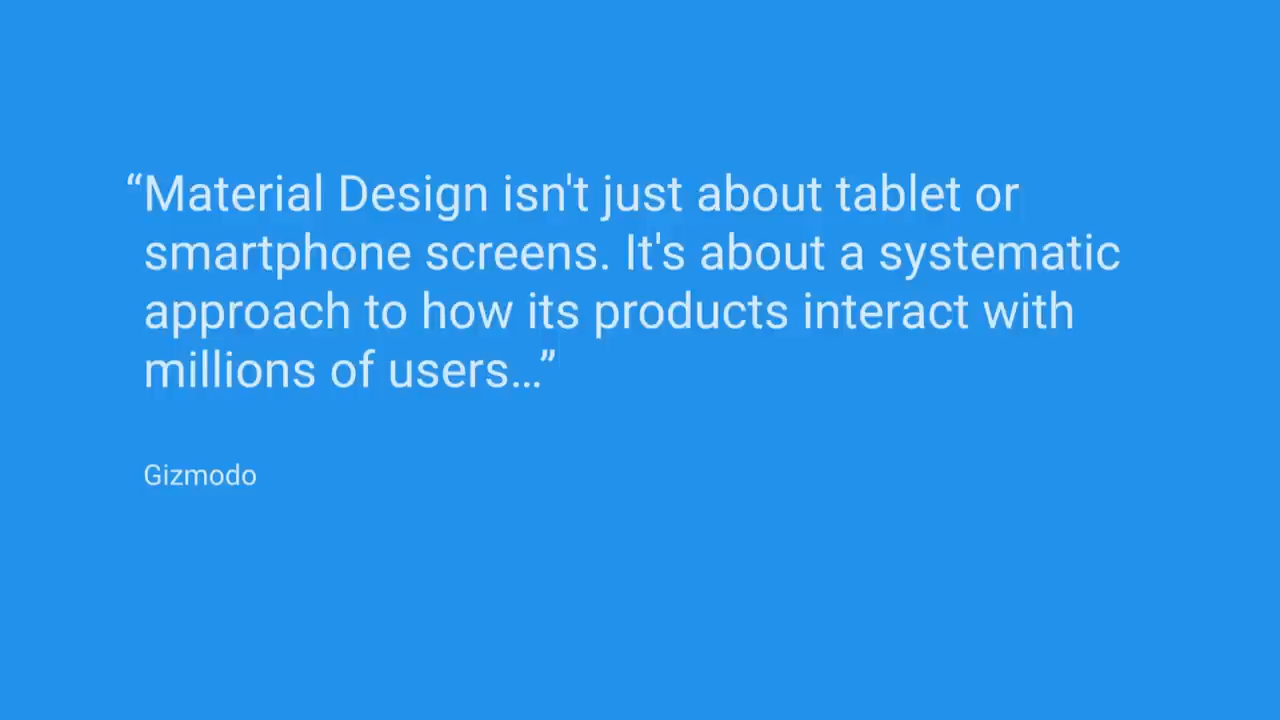 “Material Design isn't just about tablet or
smartphone screens. It's about a systematic
approach to how its products interact with
millions of users…”
Gizmodo